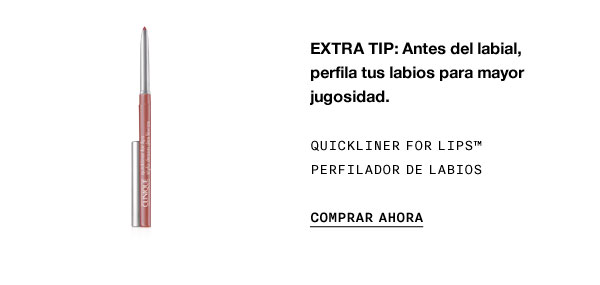 EXTRA TIP: Antes del labial,
perfila tus labios para mayor
jugosidad.
QUICKLINER FOR LIPS™
PERFILADOR DE LABIOS
COMPRAR AHORA
CLINIQUE